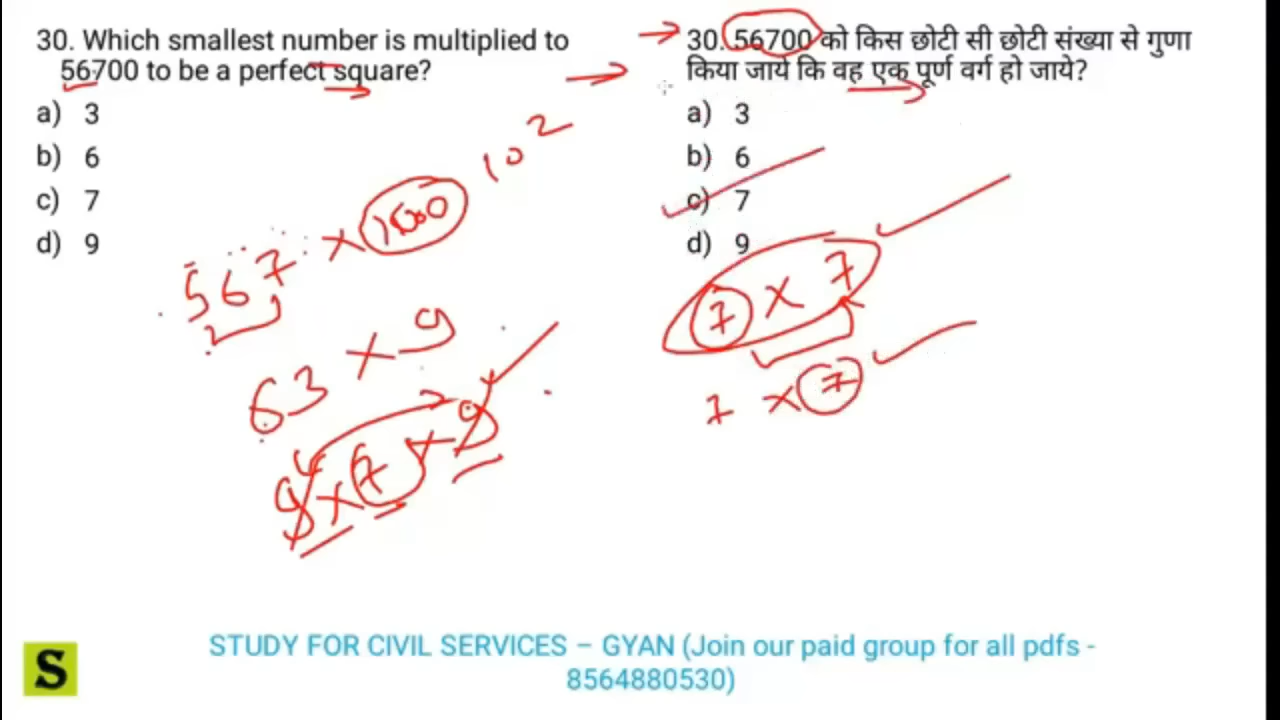 30. Which smallest number is multiplied to
56700 to be a perfect square?
a) 3
b) 6
c) 7
d) 9
30. 56700 को किस छोटी सी छोटी संख्या से गुणा
किया जाये कि वह एक पूर्ण वर्ग हो जाये?
a) 3
b) 6
c) 7
d) 9
10 2
567 ×
63 × 9
9 × 7 × 9
7 × 7
7 × 7
S
STUDY FOR CIVIL SERVICES – GYAN (Join our paid group for all pdfs -
8564880530)